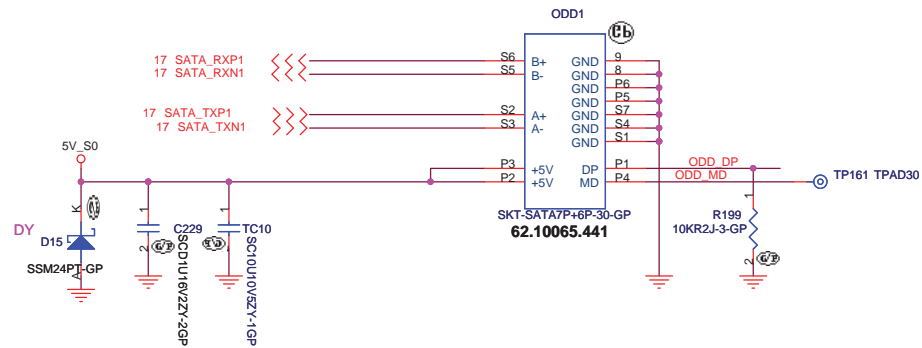 ODD1
17 SATA_RXP1
17 SATA_RXN1
17 SATA_TXP1
17 SATA_TXN1
S6 B+
S5 B-
S2 A+
S3 A-
P3 +5V
P2 +5V
GND 9
GND 8
GND P6
GND P5
GND S7
GND S4
GND S1
DP P1 ODD_DP
MD P4 ODD_MD
TP161 TPAD30
SKT-SATA7P+6P-30-GP
62.10065.441
5V_S0
DY
K
D15
A
SSM24PT-GP
1
C229
2
SCD1U16V2ZY-2GP
1
TC10
2
SC10U10V5ZY-1GP
1
R199
10KR2J-3-GP
2